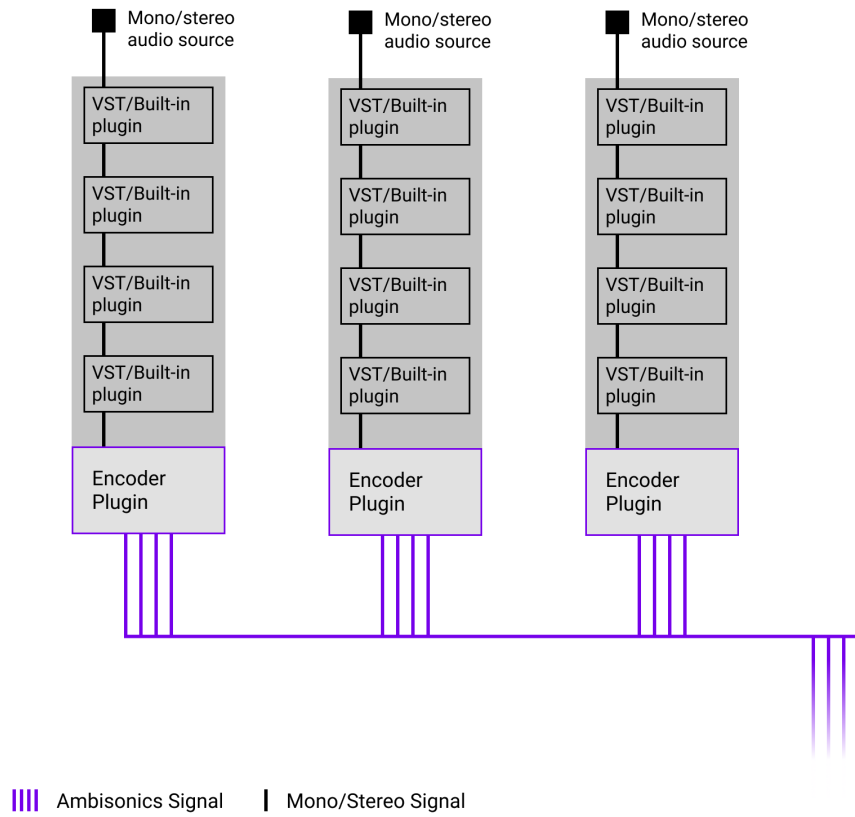 Mono/stereo
audio source
VST/Built-in
plugin
VST/Built-in
plugin
VST/Built-in
plugin
VST/Built-in
plugin
Encoder
Plugin
Mono/stereo
audio source
VST/Built-in
plugin
VST/Built-in
plugin
VST/Built-in
plugin
VST/Built-in
plugin
Encoder
Plugin
Mono/stereo
audio source
VST/Built-in
plugin
VST/Built-in
plugin
VST/Built-in
plugin
VST/Built-in
plugin
Encoder
Plugin
Ambisonics Signal
Mono/Stereo Signal